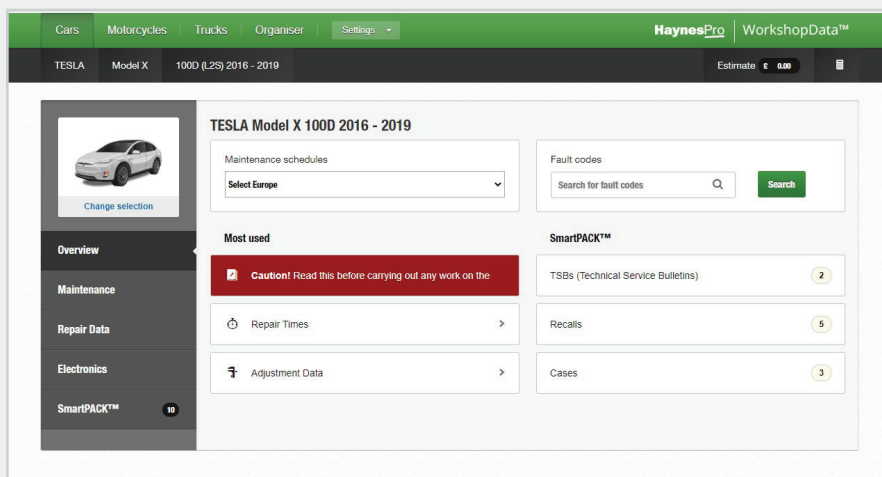 Cars Motorcycles Trucks Organiser Settings HaynesPro WorkshopData™
TESLA Model X 100D (L2S) 2016 - 2019 Estimate £ 0.00
Change selection
Overview
Maintenance
Repair Data
Electronics
SmartPACK™ 10
TESLA Model X 100D 2016 - 2019
Maintenance schedules
Select Europe
Fault codes
Search for fault codes Search
Most used
Caution! Read this before carrying out any work on the
Repair Times
Adjustment Data
SmartPACK™
TSBs (Technical Service Bulletins) 2
Recalls 5
Cases 3